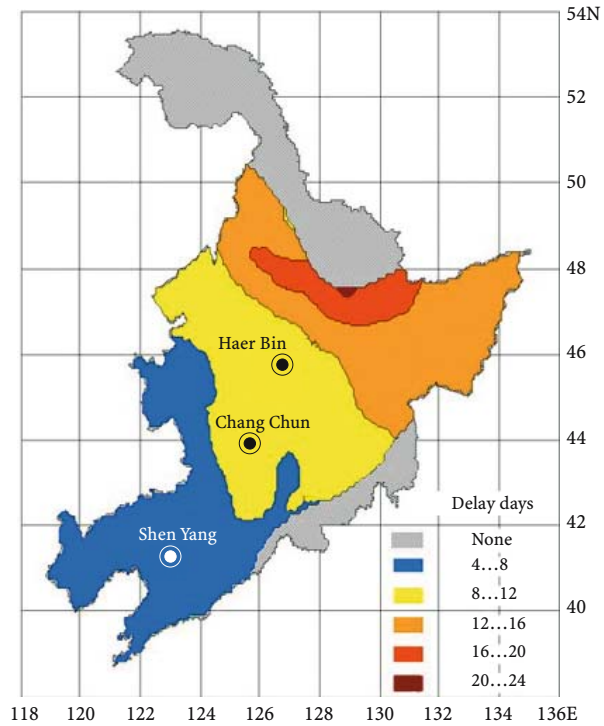 54N
52
50
48
46
44
42
40
Haer Bin
Chang Chun
Shen Yang
Delay days
None
4...8
8...12
12...16
16...20
20...24
118 120 122 124 126 128 130 132 134 136E